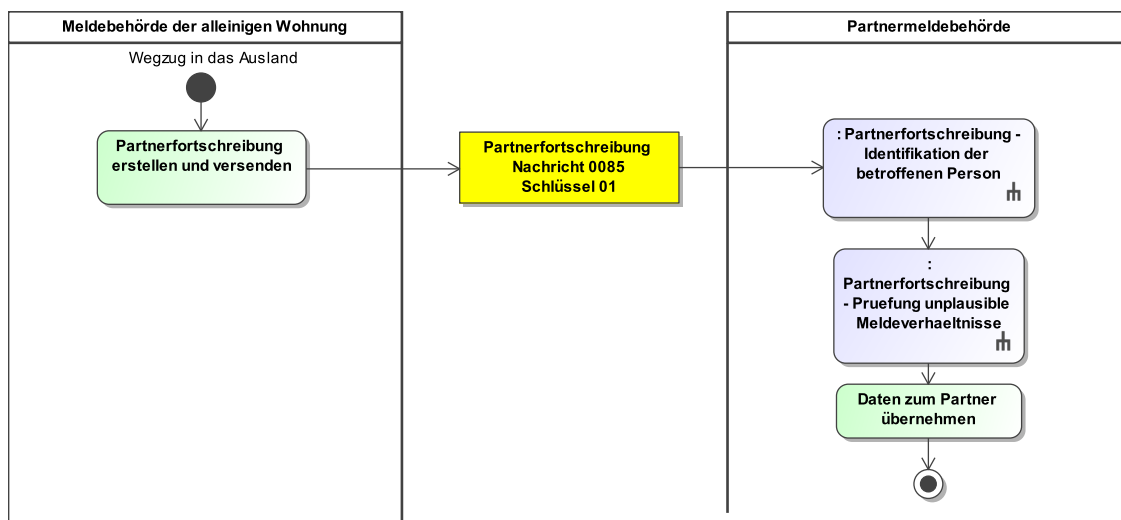 Meldebehörde der alleinigen Wohnung
Wegzug in das Ausland
Partnerfortschreibung
erstellen und versenden
Partnerfortschreibung
Nachricht 0085
Schlüssel 01
Partnermeldebehörde
: Partnerfortschreibung -
Identifikation der
betroffenen Person
:
Partnerfortschreibung
- Pruefung unplausible
Meldeverhaeltnisse
Daten zum Partner
übernehmen